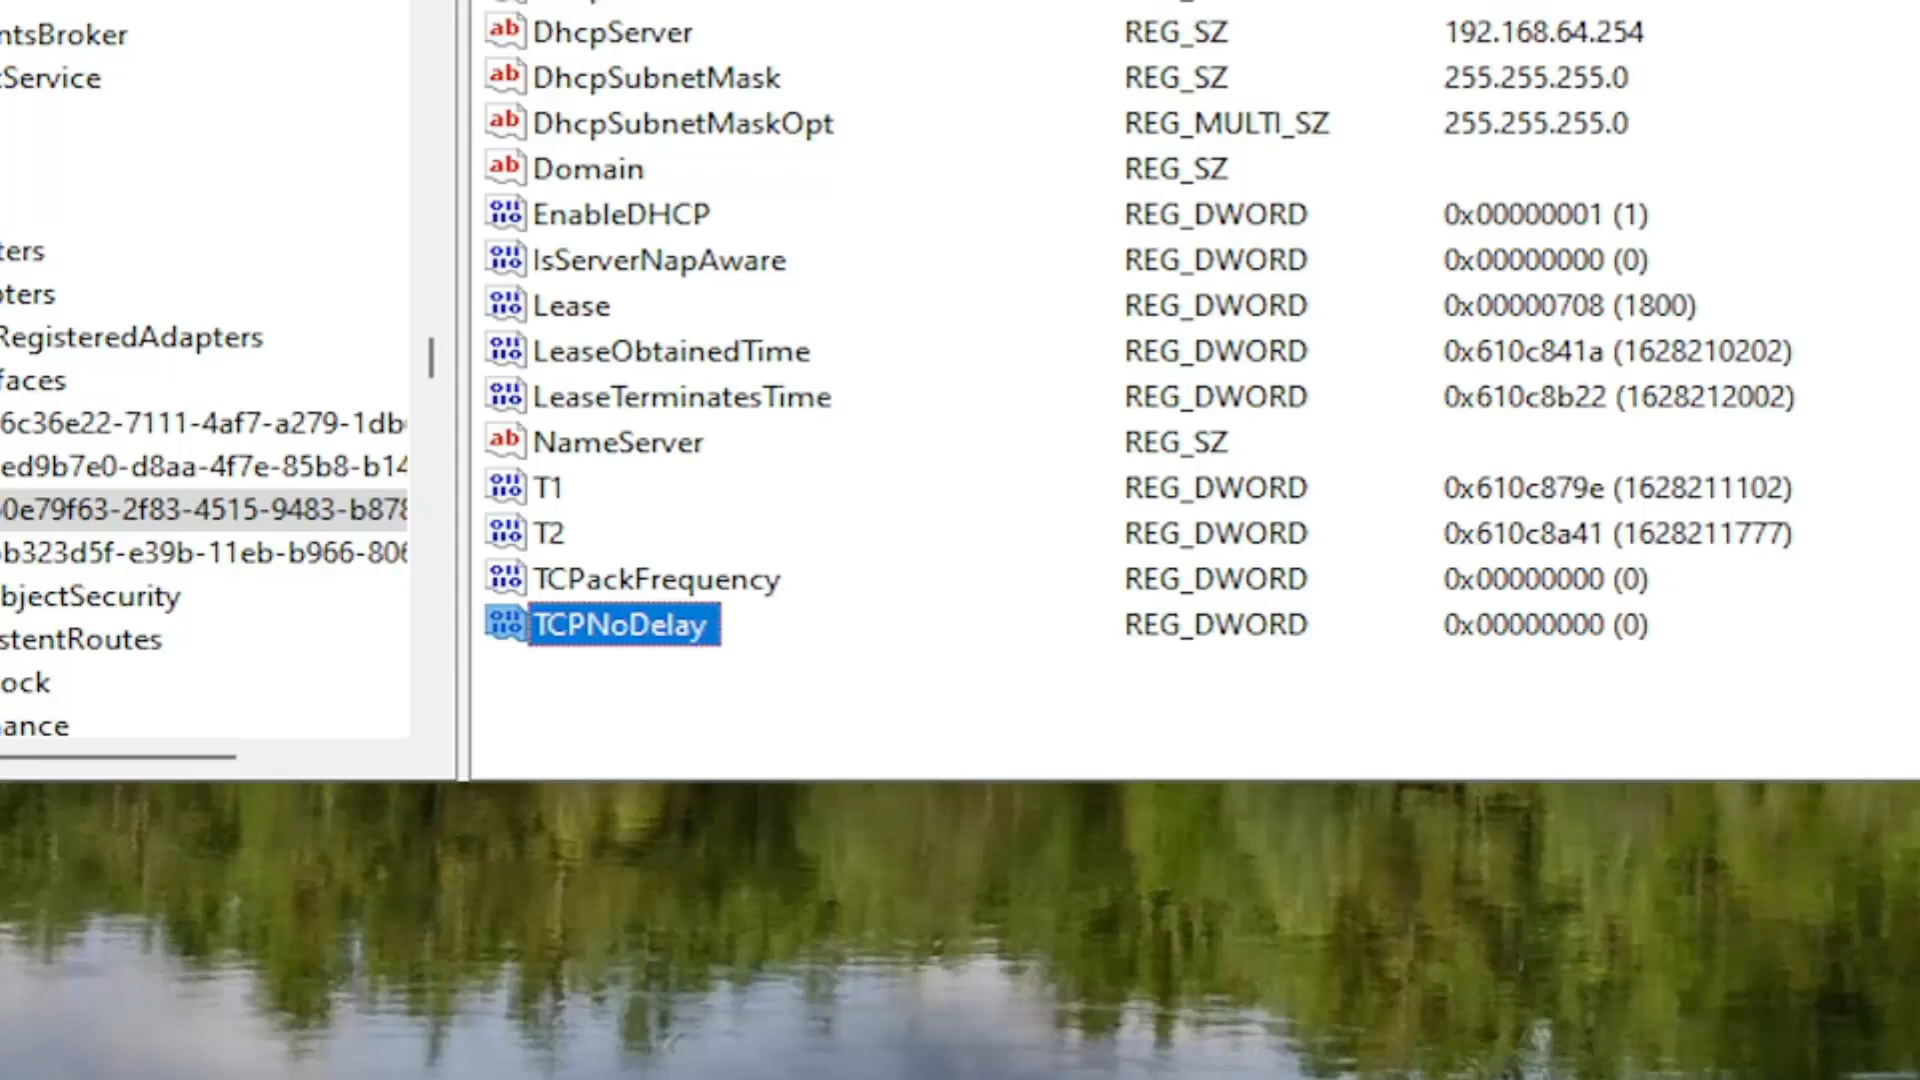 ntsBroker
Service
ters
ters
RegisteredAdapters
faces
6c36e22-7111-4af7-a279-1db
ed9b7e0-d8aa-4f7e-85b8-b14
0e79f63-2f83-4515-9483-b878
b323d5f-e39b-11eb-b966-806
bjectSecurity
stentRoutes
ock
ance
DhcpServer REG_SZ 192.168.64.254
DhcpSubnetMask REG_SZ 255.255.255.0
DhcpSubnetMaskOpt REG_MULTI_SZ 255.255.255.0
Domain REG_SZ
EnableDHCP REG_DWORD 0x00000001 (1)
IsServerNapAware REG_DWORD 0x00000000 (0)
Lease REG_DWORD 0x00000708 (1800)
LeaseObtainedTime REG_DWORD 0x610c841a (1628210202)
LeaseTerminatesTime REG_DWORD 0x610c8b22 (1628212002)
NameServer REG_SZ
T1 REG_DWORD 0x610c879e (1628211102)
T2 REG_DWORD 0x610c8a41 (1628211777)
TCPackFrequency REG_DWORD 0x00000000 (0)
TCPNoDelay REG_DWORD 0x00000000 (0)